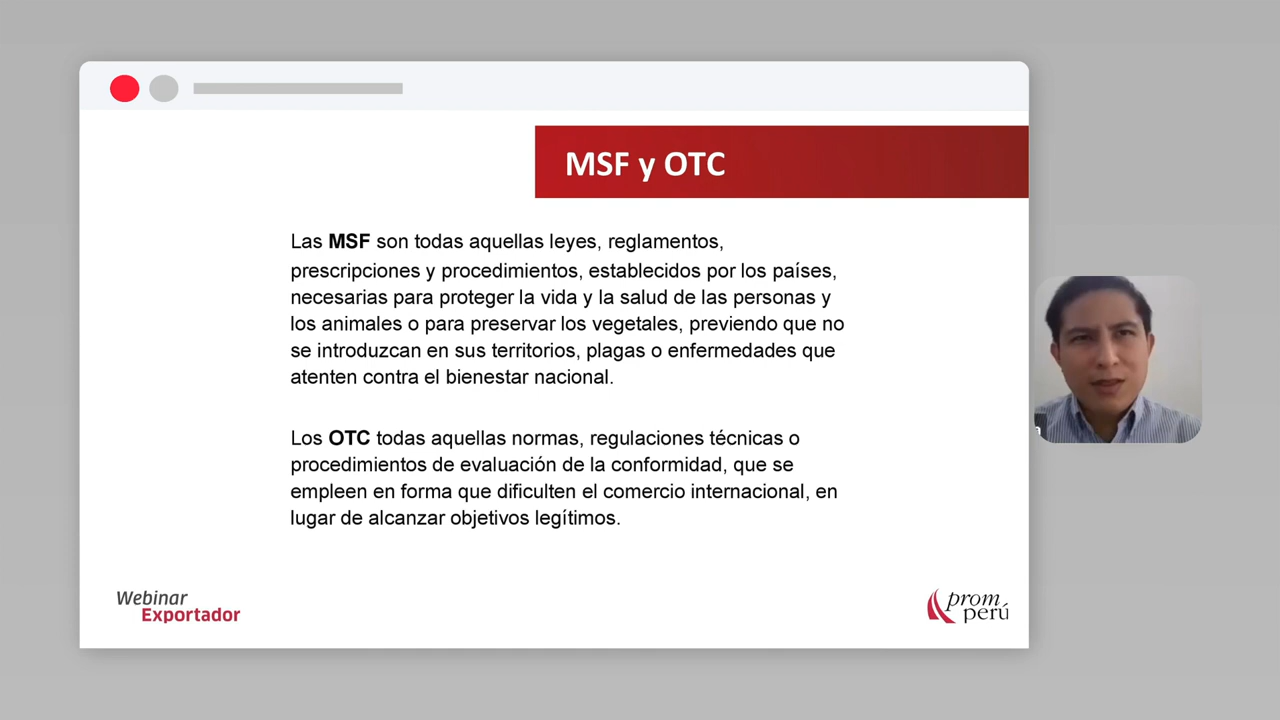 MSF y OTC
Las MSF son todas aquellas leyes, reglamentos,
prescripciones y procedimientos, establecidos por los países,
necesarias para proteger la vida y la salud de las personas y
los animales o para preservar los vegetales, previendo que no
se introduzcan en sus territorios, plagas o enfermedades que
atenten contra el bienestar nacional.
Los OTC todas aquellas normas, regulaciones técnicas o
procedimientos de evaluación de la conformidad, que se
empleen en forma que dificulten el comercio internacional, en
lugar de alcanzar objetivos legítimos.
Webinar
Exportador
prom
perú